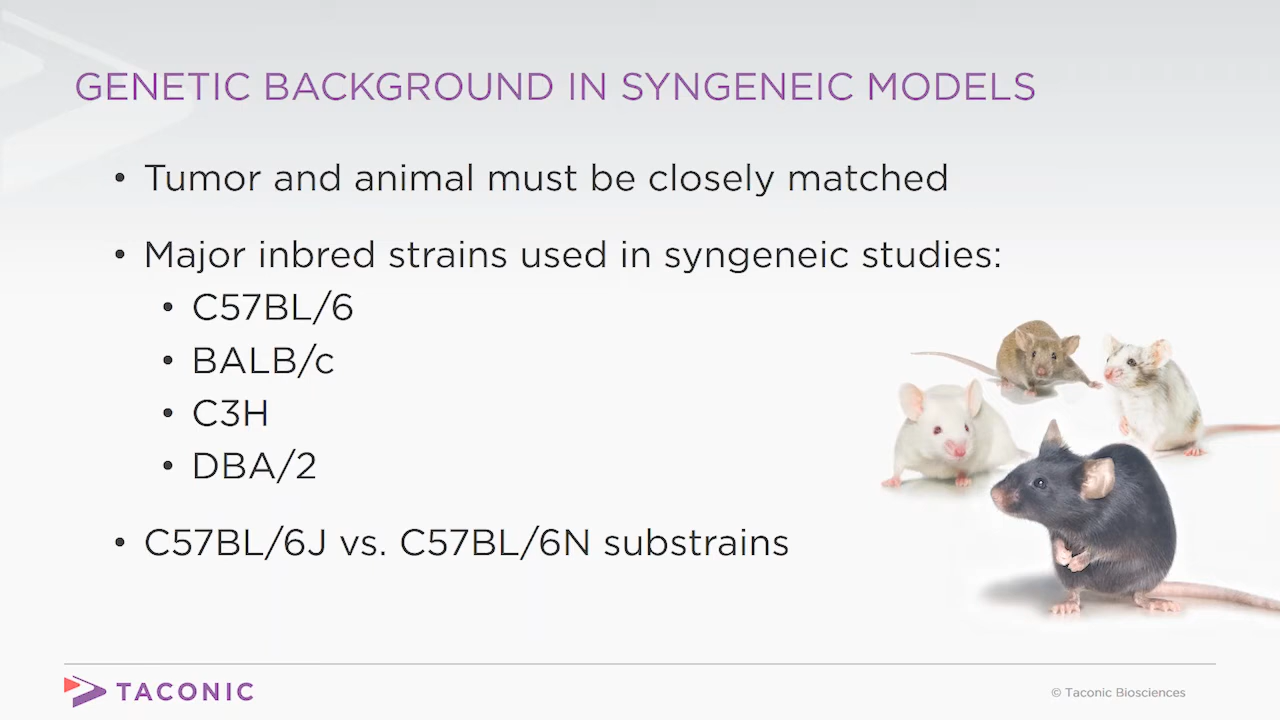 GENETIC BACKGROUND IN SYNGENEIC MODELS
• Tumor and animal must be closely matched
• Major inbred strains used in syngeneic studies:
• C57BL/6
• BALB/c
• C3H
• DBA/2
• C57BL/6J vs. C57BL/6N substrains
TACONIC
© Taconic Biosciences